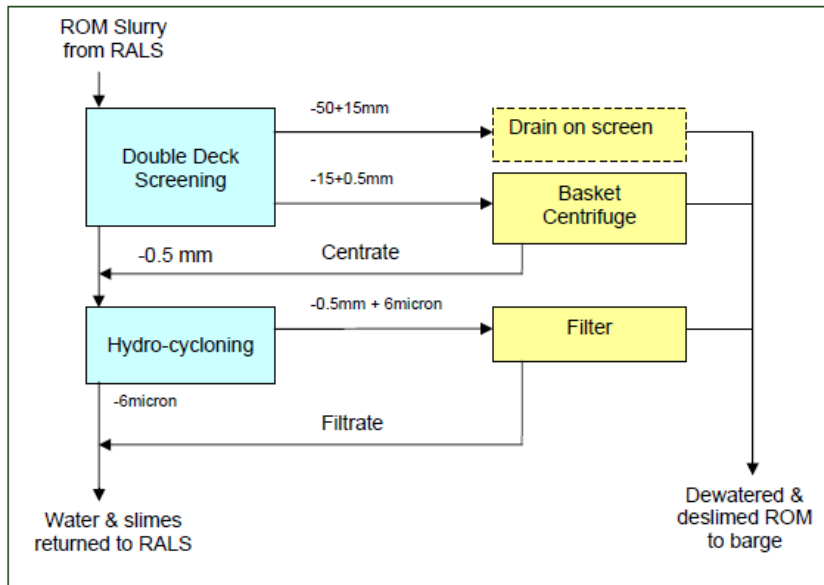 ROM Slurry
from RALS
-50+15mm
Drain on screen
Double Deck
Screening
-15+0.5mm
Basket
Centrifuge
-0.5 mm
Centrate
-0.5mm + 6micron
Hydro-cycloning
Filter
-6micron
Filtrate
Water & slimes
returned to RALS
Dewatered &
deslimed ROM
to barge